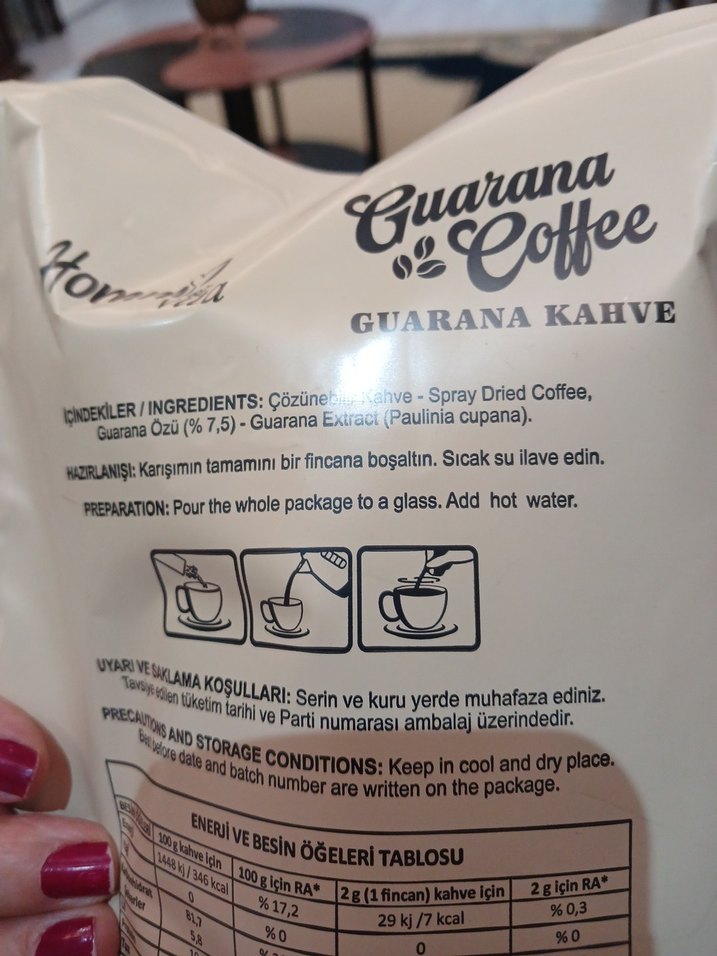 Guarana
Coffee
GUARANA KAHVE
İÇİNDEKİLER / INGREDIENTS: Kahve - Spray Dried Coffee,
Guarana Özü (% 7,5) - Guarana Extract (Paulinia cupana).
HAZIRLANIŞI: Karışımın tamamını bir fincana boşaltın. Sıcak su ilave edin.
PREPARATION: Pour the whole package to a glass. Add hot water.
UYARI VE SAKLAMA KOŞULLARI: Serin ve kuru yerde muhafaza ediniz.
Tavsiye edilen tüketim tarihi ve Parti numarası ambalaj üzerindedir.
PRECAUTIONS AND STORAGE CONDITIONS: Keep in cool and dry place.
Best before date and batch number are written on the package.
ENERJİ VE BESİN ÖĞELERİ TABLOSU
100 g kahve için 100 g için RA* 2 g (1 fincan) kahve için 2 g için RA*
1448 kj / 346 kcal % 17,2 29 kj /7 kcal % 0,3
0 % 0 0 % 0
81,7
5,8